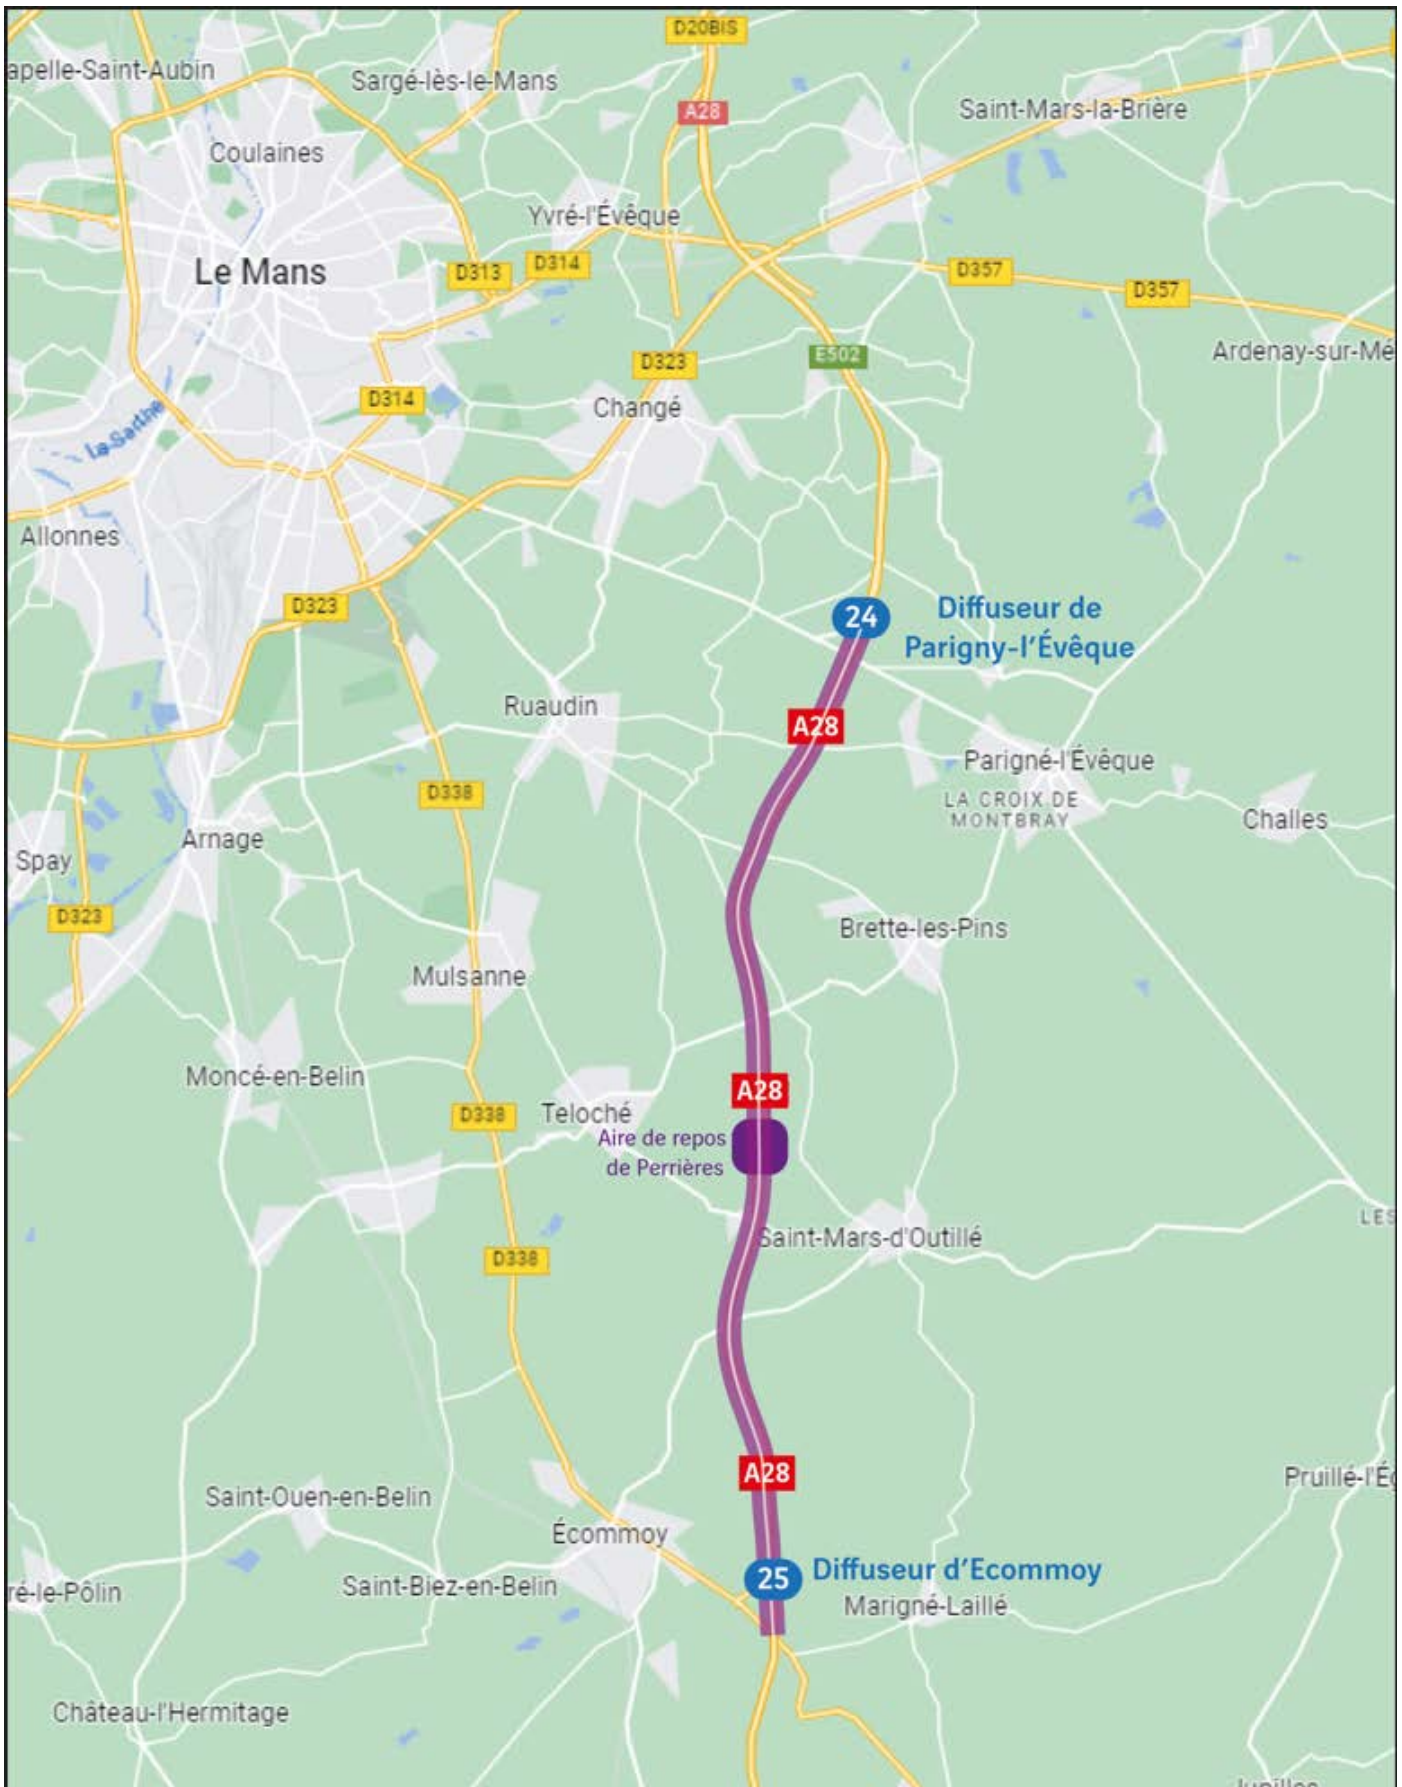 D20BIS
apelle-Saint-Aubin
Sargé-lès-le-Mans
A28
Saint-Mars-la-Brière
Coulaines
Yvré-l'Évêque
Le Mans
D313
D314
D357
D357
D323
E502
Ardenay-sur-Mé
D314
Changé
La Sarthe
Allonnes
D323
24
Diffuseur de
Parigny-l'Évêque
Ruaudin
A28
Parigné-l'Évêque
D338
LA CROIX DE
MONTBRAY
Challes
Arnage
Spay
D323
Brette-les-Pins
Mulsanne
Moncé-en-Belin
A28
D338
Teloché
Aire de repos
de Perrières
LES
Saint-Mars-d'Outillé
D338
A28
Pruillé-l'Ég
Saint-Ouen-en-Belin
Écommoy
25
Diffuseur d'Ecommoy
ré-le-Pôlin
Saint-Biez-en-Belin
Marigné-Laillé
Château-l'Hermitage